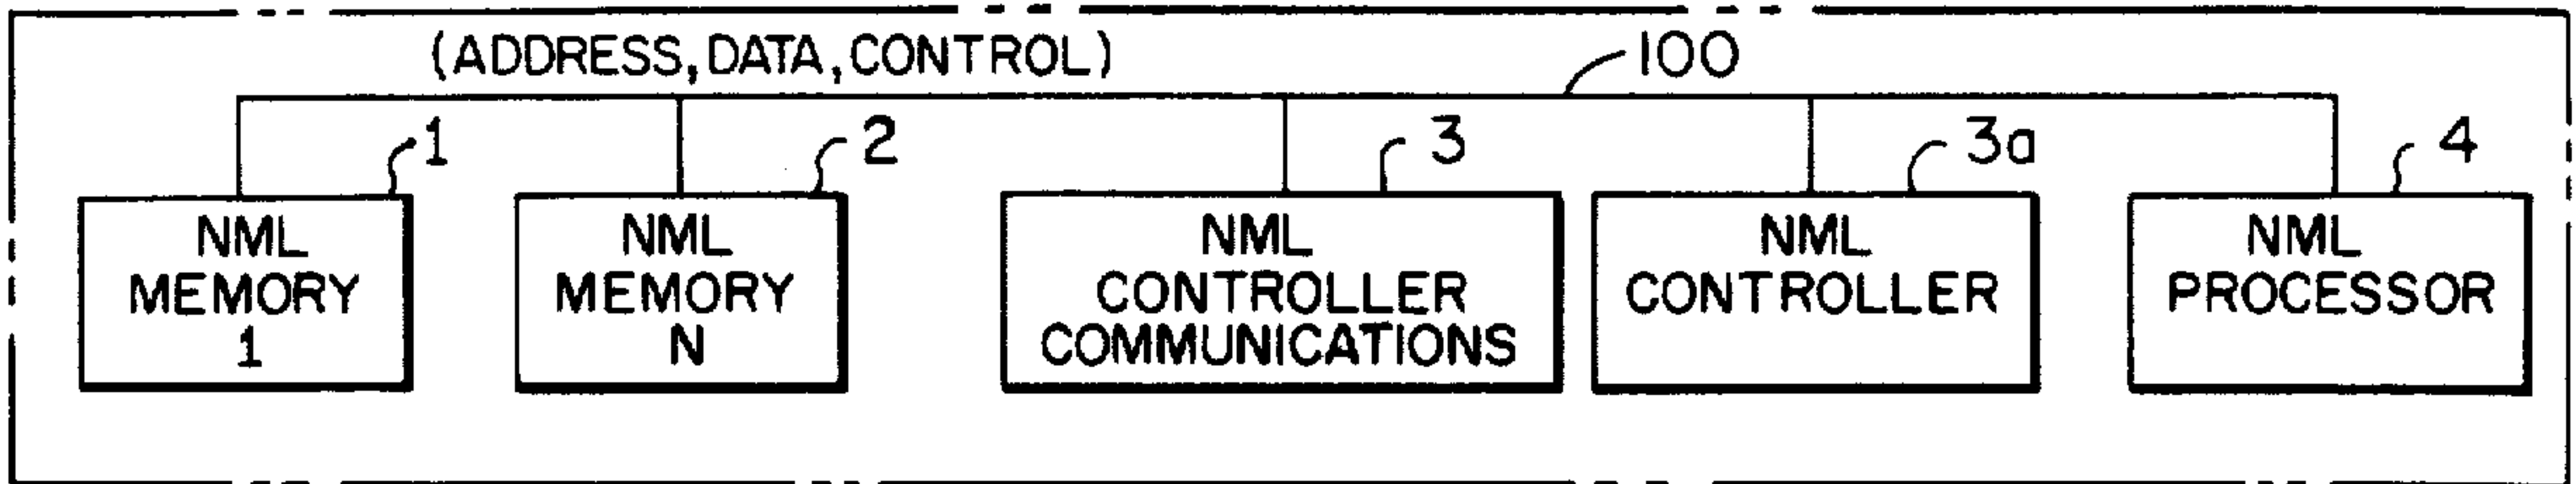 (ADDRESS, DATA, CONTROL)
100
1
2
3
3a
4
NML
MEMORY
1
NML
MEMORY
N
NML
CONTROLLER
COMMUNICATIONS
NML
CONTROLLER
NML
PROCESSOR